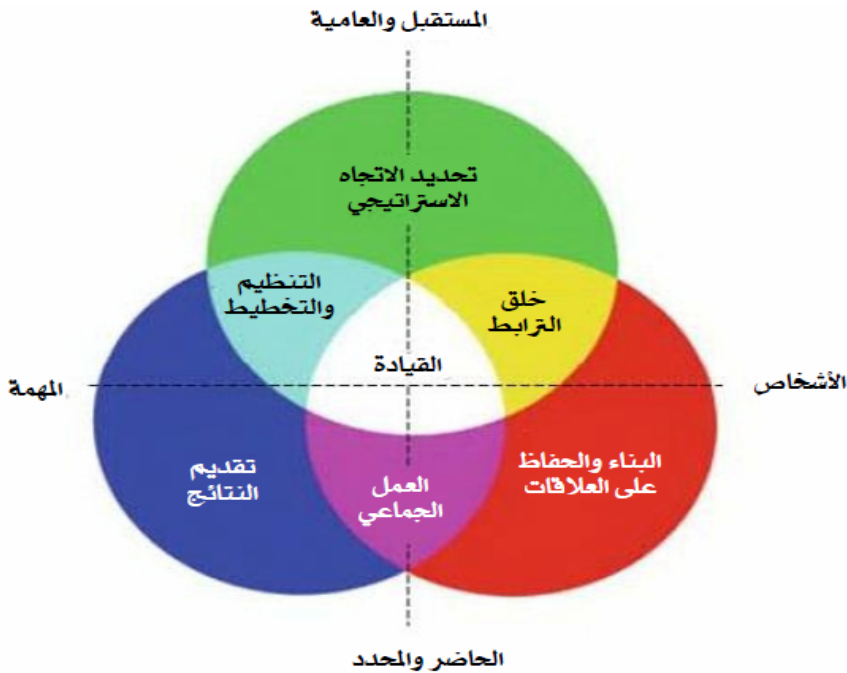 المستقبل والعامية
تحديد الاتجاه
الاستراتيجي
التنظيم
والتخطيط
خلق
الترابط
القيادة
الأشخاص
المهمة
البناء والحفاظ
على العلاقات
العمل
الجماعي
تقديم
النتائج
الحاضر والمحدد